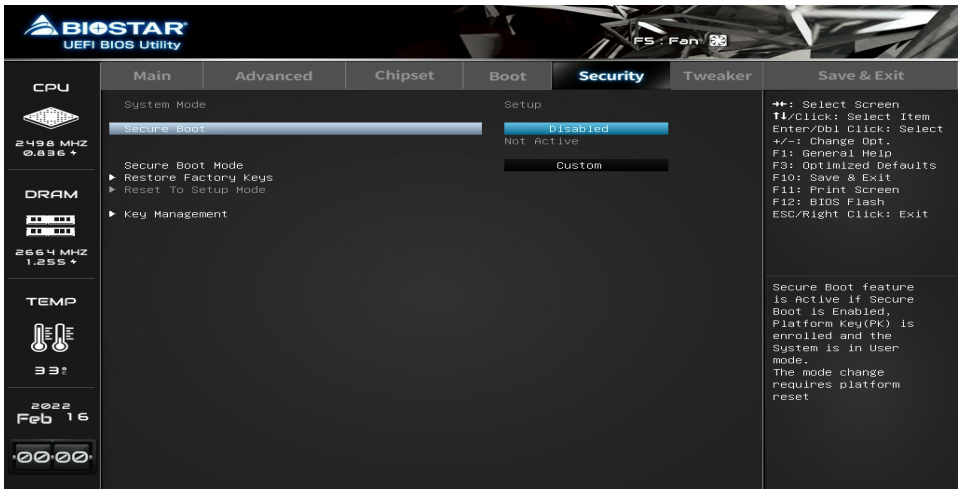 BIOSTAR®
UEFI BIOS Utility
F5 : Fan
Main Advanced Chipset Boot Security Tweaker Save & Exit
CPU
2498 MHZ
0.836
DRAM
2664 MHZ
1.255
TEMP
33°C
2022
Feb 16
00:00
System Mode Setup
Secure Boot Disabled
Not Active
Secure Boot Mode Custom
▶ Restore Factory Keys
▶ Reset To Setup Mode
▶ Key Management
→←: Select Screen
↑↓/Click: Select Item
Enter/Dbl Click: Select
+/-: Change Opt.
F1: General Help
F3: Optimized Defaults
F10: Save & Exit
F11: Print Screen
F12: BIOS Flash
ESC/Right Click: Exit
Secure Boot feature
is Active if Secure
Boot is Enabled,
Platform Key(PK) is
enrolled and the
System is in User
mode.
The mode change
requires platform
reset